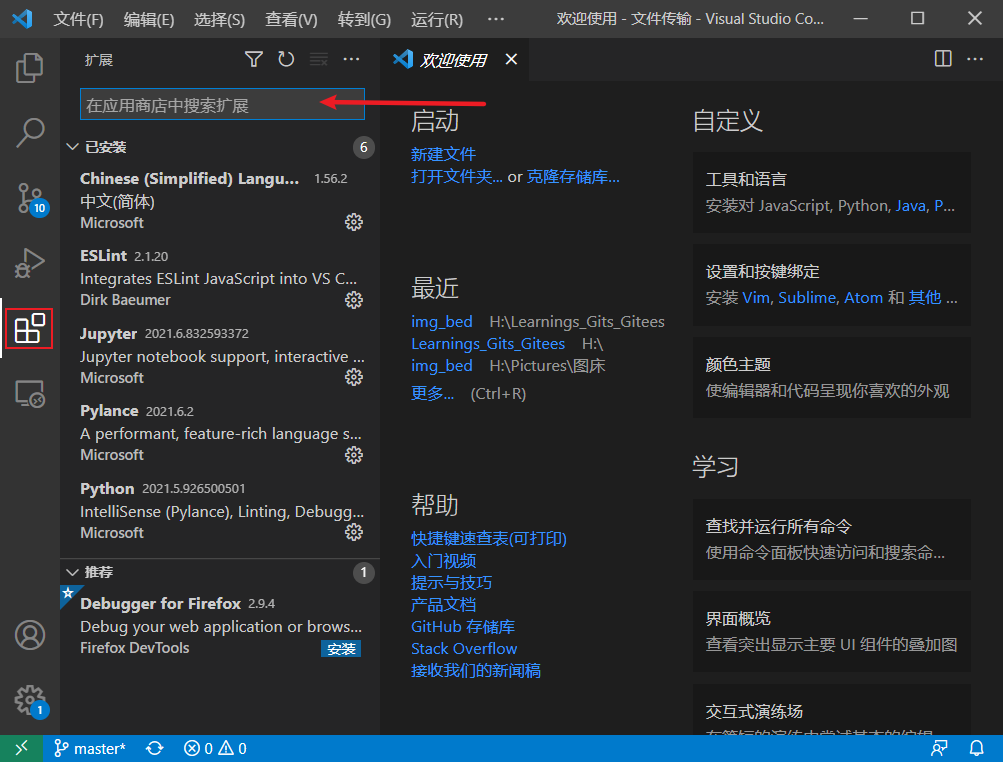 文件(F) 编辑(E) 选择(S) 查看(V) 转到(G) 运行(R) ··· 欢迎使用 - 文件传输 - Visual Studio Co...
扩展
在应用商店中搜索扩展
已安装 6
Chinese (Simplified) Langu... 1.56.2
中文(简体)
Microsoft
ESLint 2.1.20
Integrates ESLint JavaScript into VS C...
Dirk Baeumer
Jupyter 2021.6.832593372
Jupyter notebook support, interactive ...
Microsoft
Pylance 2021.6.2
A performant, feature-rich language s...
Microsoft
Python 2021.5.926500501
IntelliSense (Pylance), Linting, Debugg...
Microsoft
推荐 1
Debugger for Firefox 2.9.4
Debug your web application or brows...
Firefox DevTools 安装
10
1
欢迎使用
启动
新建文件
打开文件夹... or 克隆存储库...
最近
img_bed H:\Learnings_Gits_Gitees
Learnings_Gits_Gitees H:\
img_bed H:\Pictures\图床
更多... (Ctrl+R)
帮助
快捷键速查表(可打印)
入门视频
提示与技巧
产品文档
GitHub 存储库
Stack Overflow
接收我们的新闻稿
自定义
工具和语言
安装对 JavaScript, Python, Java, P...
设置和按键绑定
安装 Vim, Sublime, Atom 和 其他 ...
颜色主题
使编辑器和代码呈现你喜欢的外观
学习
查找并运行所有命令
使用命令面板快速访问和搜索命...
界面概览
查看突出显示主要 UI 组件的叠加图
交互式演练场
在简短的演练中尝试基本的编辑
master* 0 0